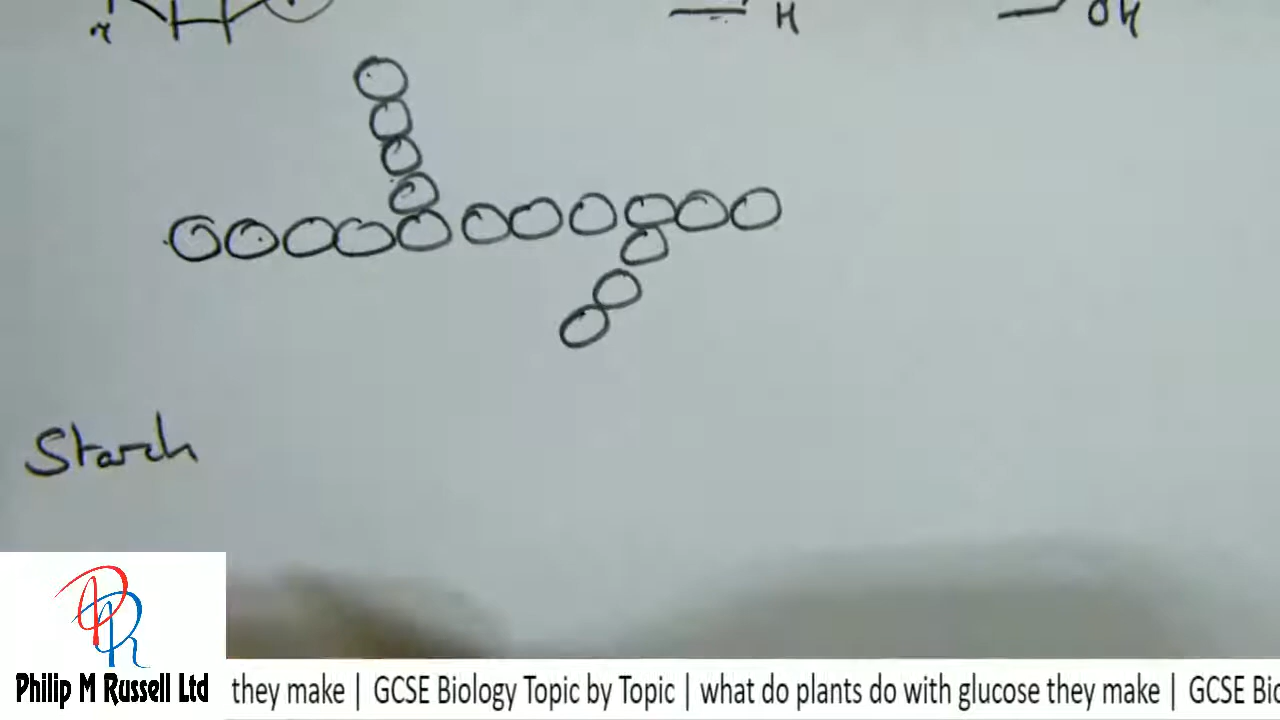 H
OH
Starch
Philip M Russell Ltd
they make | GCSE Biology Topic by Topic | what do plants do with glucose they make | GCSE Bio